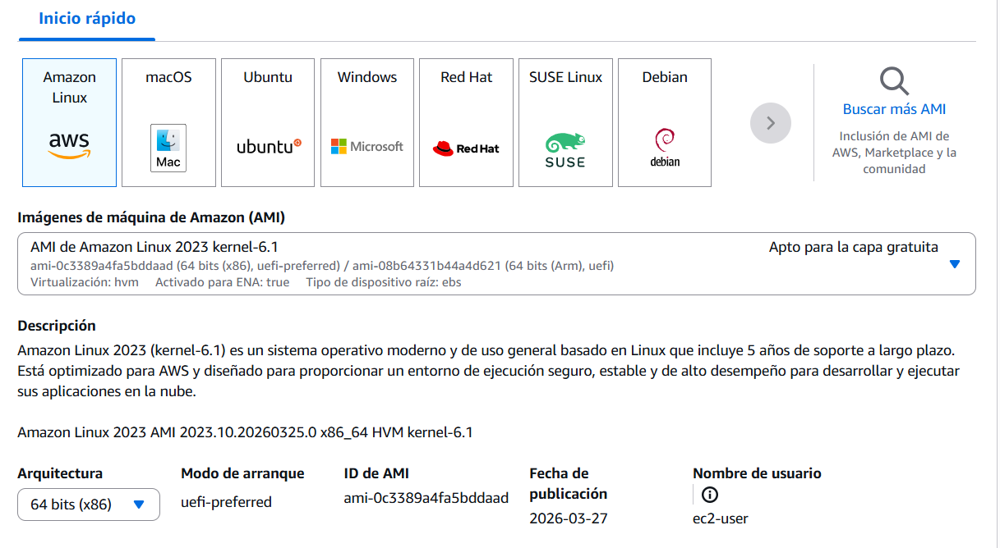 Inicio rápido
Amazon
Linux
aws
macOS
Mac
Ubuntu
ubuntu
Windows
Microsoft
Red Hat
Red Hat
SUSE Linux
SUSE
Debian
debian
Buscar más AMI
Inclusión de AMI de
AWS, Marketplace y la
comunidad
Imágenes de máquina de Amazon (AMI)
AMI de Amazon Linux 2023 kernel-6.1
Apto para la capa gratuita
ami-0c3389a4fa5bddaad (64 bits (x86), uefi-preferred) / ami-08b64331b44a4d621 (64 bits (Arm), uefi)
Virtualización: hvm Activado para ENA: true Tipo de dispositivo raíz: ebs
Descripción
Amazon Linux 2023 (kernel-6.1) es un sistema operativo moderno y de uso general basado en Linux que incluye 5 años de soporte a largo plazo.
Está optimizado para AWS y diseñado para proporcionar un entorno de ejecución seguro, estable y de alto desempeño para desarrollar y ejecutar
sus aplicaciones en la nube.
Amazon Linux 2023 AMI 2023.10.20260325.0 x86_64 HVM kernel-6.1
Arquitectura
64 bits (x86)
Modo de arranque
uefi-preferred
ID de AMI
ami-0c3389a4fa5bddaad
Fecha de
publicación
2026-03-27
Nombre de usuario
ec2-user